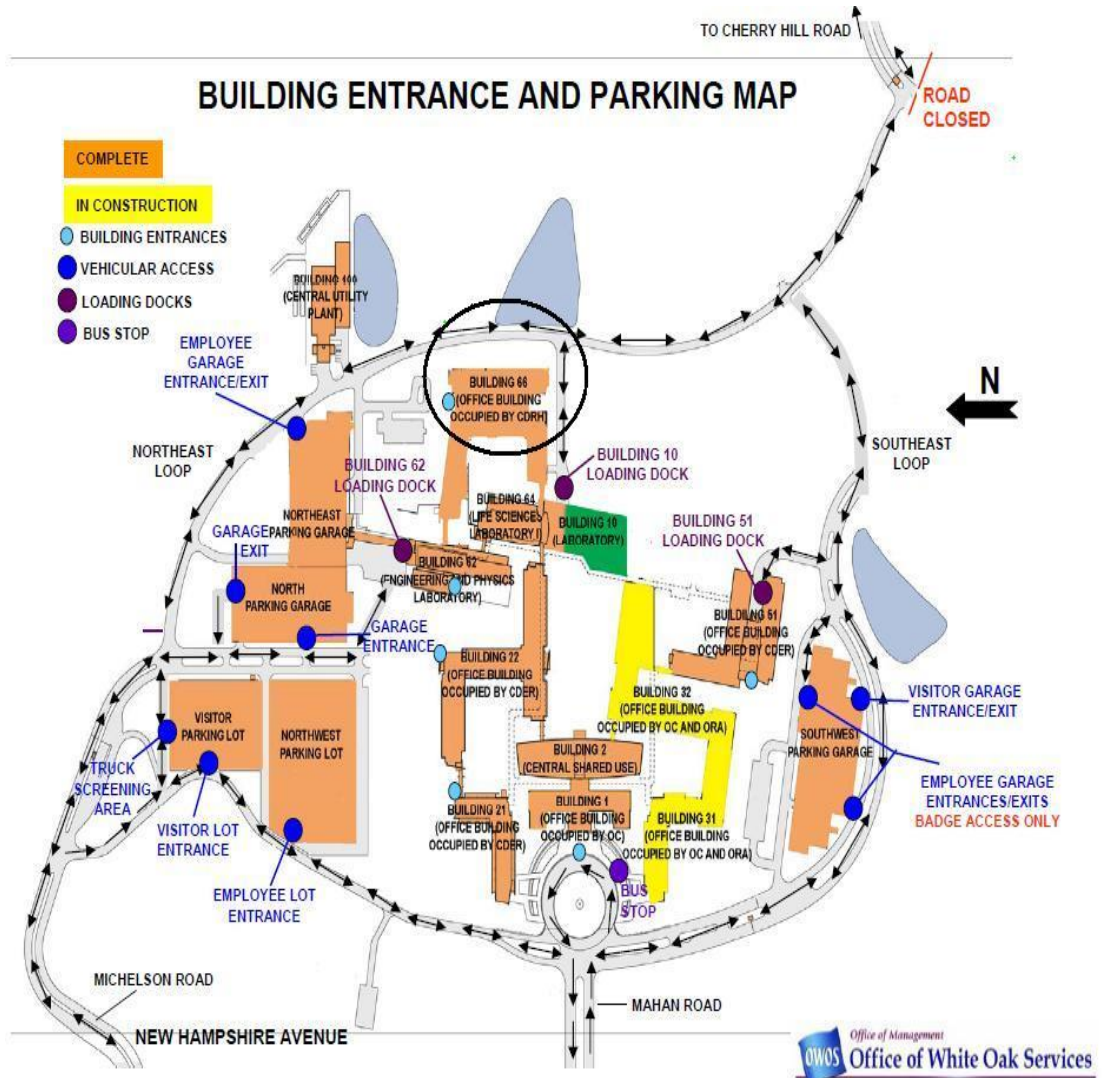 TO CHERRY HILL ROAD
BUILDING ENTRANCE AND PARKING MAP
ROAD
CLOSED
COMPLETE
IN CONSTRUCTION
BUILDING ENTRANCES
VEHICULAR ACCESS
LOADING DOCKS
BUS STOP
BUILDING 100
(CENTRAL UTILITY
PLANT)
EMPLOYEE
GARAGE
ENTRANCE/EXIT
BUILDING 66
(OFFICE BUILDING
OCCUPIED BY CDRH)
N
NORTHEAST
LOOP
SOUTHEAST
LOOP
BUILDING 62
LOADING DOCK
BUILDING 10
LOADING DOCK
BUILDING 64
(LIFE SCIENCES
LABORATORY I)
BUILDING 10
(LABORATORY)
BUILDING 51
LOADING DOCK
NORTHEAST
PARKING GARAGE
GARAGE
EXIT
BUILDING 62
(ENGINEERING AND PHYSICS
LABORATORY)
NORTH
PARKING GARAGE
GARAGE
ENTRANCE
BUILDILNG 51
(OFFICE BUILDING
OCCUPIED BY CDER)
BUILDING 22
(OFFICE BUILDING
OCCUPIED BY CDER)
BUILDING 32
(OFFICE BUILDING
OCCUPIED BY OC AND ORA)
VISITOR GARAGE
ENTRANCE/EXIT
VISITOR
PARKING LOT
NORTHWEST
PARKING LOT
SOUTHWEST
PARKING GARAGE
BUILDING 2
(CENTRAL SHARED USE)
TRUCK
SCREENING
AREA
EMPLOYEE GARAGE
ENTRANCES/EXITS
BADGE ACCESS ONLY
BUILDING 21
(OFFICE BUILDING
OCCUPIED BY CDER)
BUILDING 1
(OFFICE BUILDING
OCCUPIED BY OC)
BUILDING 31
(OFFICE BUILDING
OCCUPIED BY OC AND ORA)
VISITOR LOT
ENTRANCE
EMPLOYEE LOT
ENTRANCE
BUS
STOP
MICHELSON ROAD
MAHAN ROAD
NEW HAMPSHIRE AVENUE
OWOS
Office of Management
Office of White Oak Services